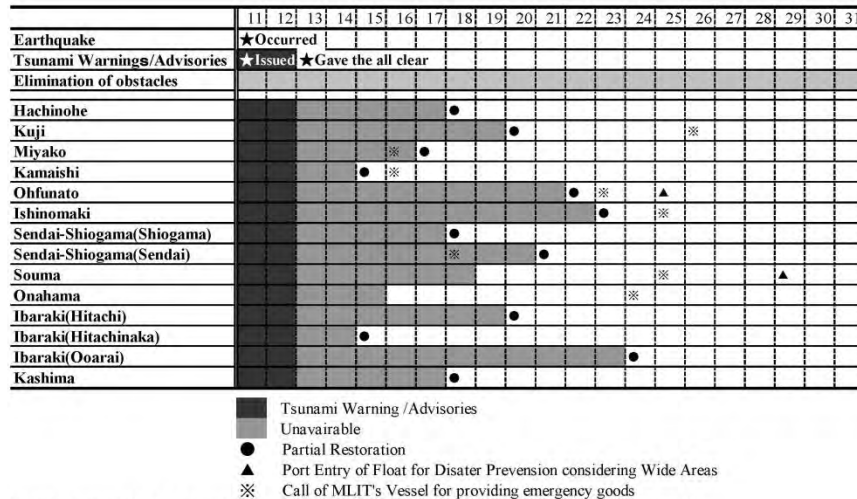 11 12 13 14 15 16 17 18 19 20 21 22 23 24 25 26 27 28 29 30 31
Earthquake ★Occurred
Tsunami Warnings/Advisories ★Issued ★Gave the all clear
Elimination of obstacles
Hachinohe ●
Kuji ● ※
Miyako ※ ●
Kamaishi ● ※
Ohfunato ● ※ ▲
Ishinomaki ● ※
Sendai-Shiogama(Shiogama) ●
Sendai-Shiogama(Sendai) ※ ●
Souma ※ ▲
Onahama ※
Ibaraki(Hitachi) ●
Ibaraki(Hitachinaka) ●
Ibaraki(Ooarai) ●
Kashima ●
Tsunami Warning /Advisories
Unavairable
● Partial Restoration
▲ Port Entry of Float for Disater Prevension considering Wide Areas
※ Call of MLIT's Vessel for providing emergency goods